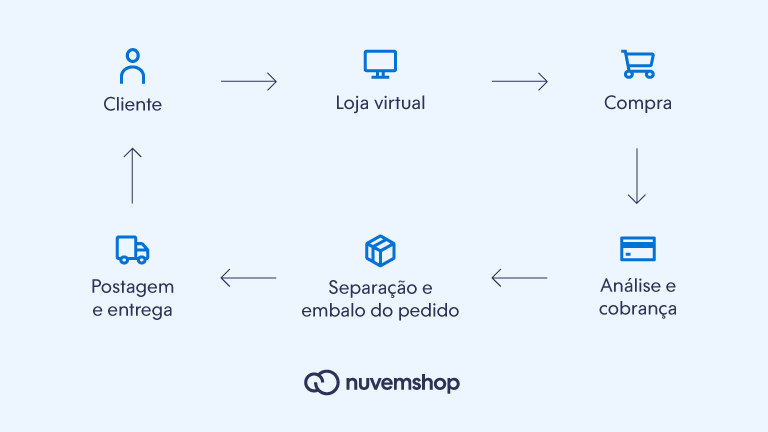 Cliente
Loja virtual
Compra
Postagem
e entrega
Separação e
embalo do pedido
Análise e
cobrança
nuvemshop